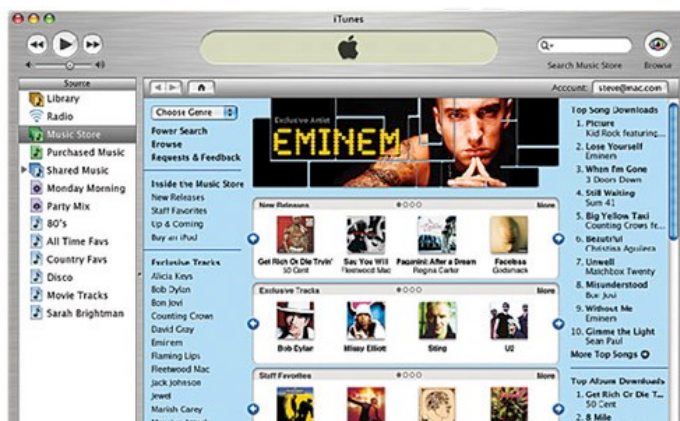 iTunes
Search Music Store
Browse
Source
Library
Radio
Music Store
Purchased Music
Shared Music
Monday Morning
Party Mix
80's
All Time Favs
Country Favs
Disco
Movie Tracks
Sarah Brightman
Account: steve@mac.com
Choose Genre
Power Search
Browse
Requests & Feedback
Inside the Music Store
New Releases
Staff Favorites
Up & Coming
Buy an iPod
Exclusive Tracks
Alicia Keys
Bob Dylan
Bon Jovi
Counting Crows
David Gray
Eminem
Flaming Lips
Fleetwood Mac
Jack Johnson
Jewel
Mariah Carey
Exclusive Artist
EMINEM
New Releases
More
Get Rich Or Die Tryin'
50 Cent
Say You Will
Fleetwood Mac
Paganini: After a Dream
Regina Carter
Faceless
Godsmack
Exclusive Tracks
More
Bob Dylan
Missy Elliott
Sting
U2
Staff Favorites
More
Top Song Downloads
1. Picture
Kid Rock featuring...
2. Lose Yourself
Eminem
3. When I'm Gone
3 Doors Down
4. Still Waiting
Sum 41
5. Big Yellow Taxi
Counting Crows fe...
6. Beautiful
Christina Aguilera
7. Unwell
Matchbox Twenty
8. Misunderstood
Bon Jovi
9. Without Me
Eminem
10. Gimme the Light
Sean Paul
More Top Songs
Top Album Downloads
1. Get Rich Or Die T...
50 Cent
2. 8 Mile